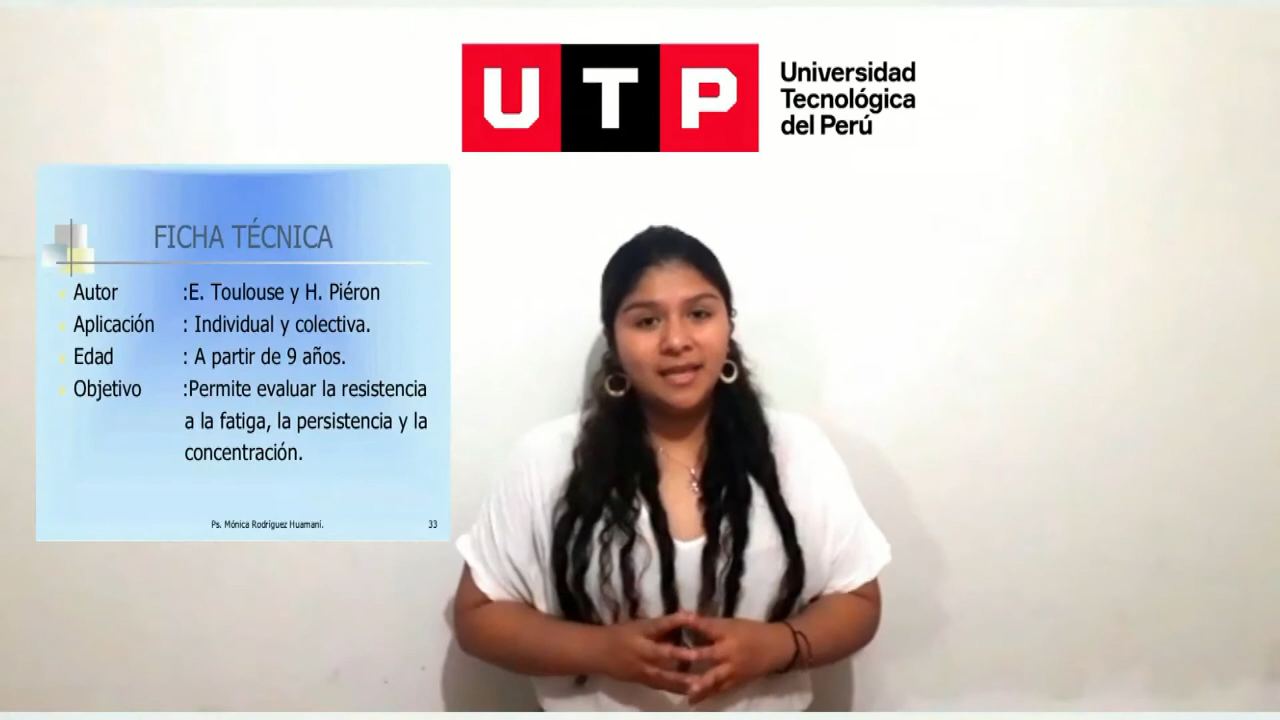 UTP
Universidad
Tecnológica
del Perú
FICHA TÉCNICA
Autor :E. Toulouse y H. Piéron
Aplicación : Individual y colectiva.
Edad : A partir de 9 años.
Objetivo :Permite evaluar la resistencia
a la fatiga, la persistencia y la
concentración.
Ps. Mónica Rodríguez Huamaní. 33